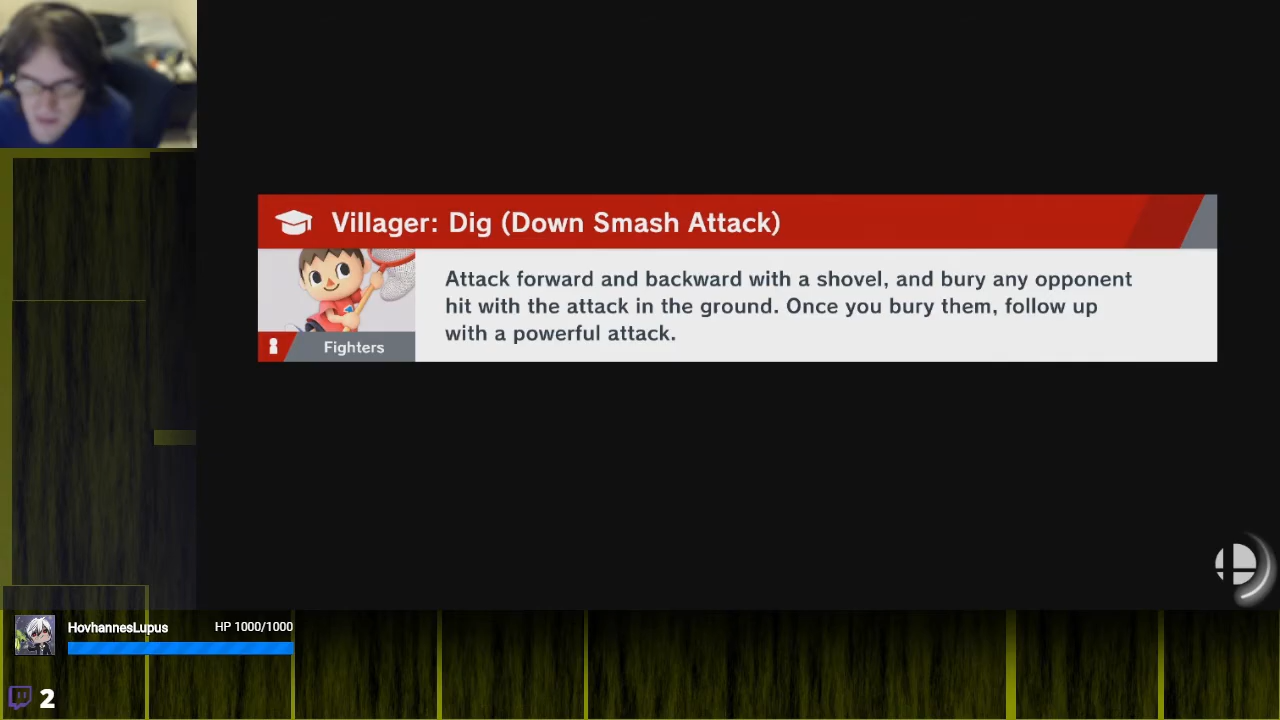 Villager: Dig (Down Smash Attack)
Attack forward and backward with a shovel, and bury any opponent
hit with the attack in the ground. Once you bury them, follow up
with a powerful attack.
Fighters
HovhannesLupus HP 1000/1000
2